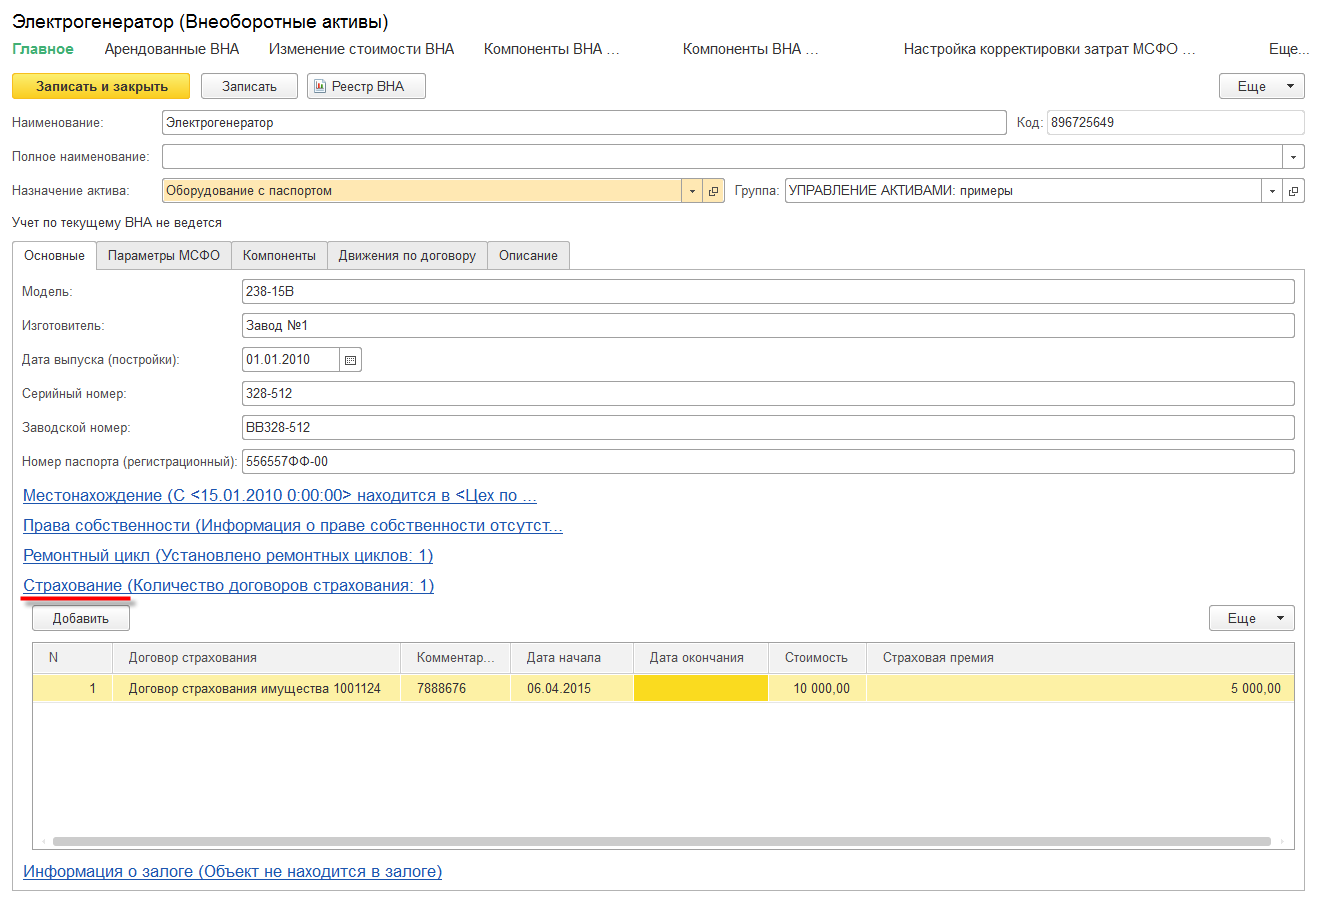 Электрогенератор (Внеоборотные активы)
Главное Арендованные ВНА Изменение стоимости ВНА Компоненты ВНА ... Компоненты ВНА ... Настройка корректировки затрат МСФО ... Еще...
Записать и закрыть Записать Реестр ВНА Еще
Наименование: Электрогенератор Код: 896725649
Полное наименование:
Назначение актива: Оборудование с паспортом Группа: УПРАВЛЕНИЕ АКТИВАМИ: примеры
Учет по текущему ВНА не ведется
Основные Параметры МСФО Компоненты Движения по договору Описание
Модель: 238-15В
Изготовитель: Завод №1
Дата выпуска (постройки): 01.01.2010
Серийный номер: 328-512
Заводской номер: ВВ328-512
Номер паспорта (регистрационный): 556557ФФ-00
Местонахождение (С <15.01.2010 0:00:00> находится в <Цех по ...
Права собственности (Информация о праве собственности отсутст...
Ремонтный цикл (Установлено ремонтных циклов: 1)
Страхование (Количество договоров страхования: 1)
Добавить Еще
N Договор страхования Комментар... Дата начала Дата окончания Стоимость Страховая премия
1 Договор страхования имущества 1001124 7888676 06.04.2015 10 000,00 5 000,00
Информация о залоге (Объект не находится в залоге)